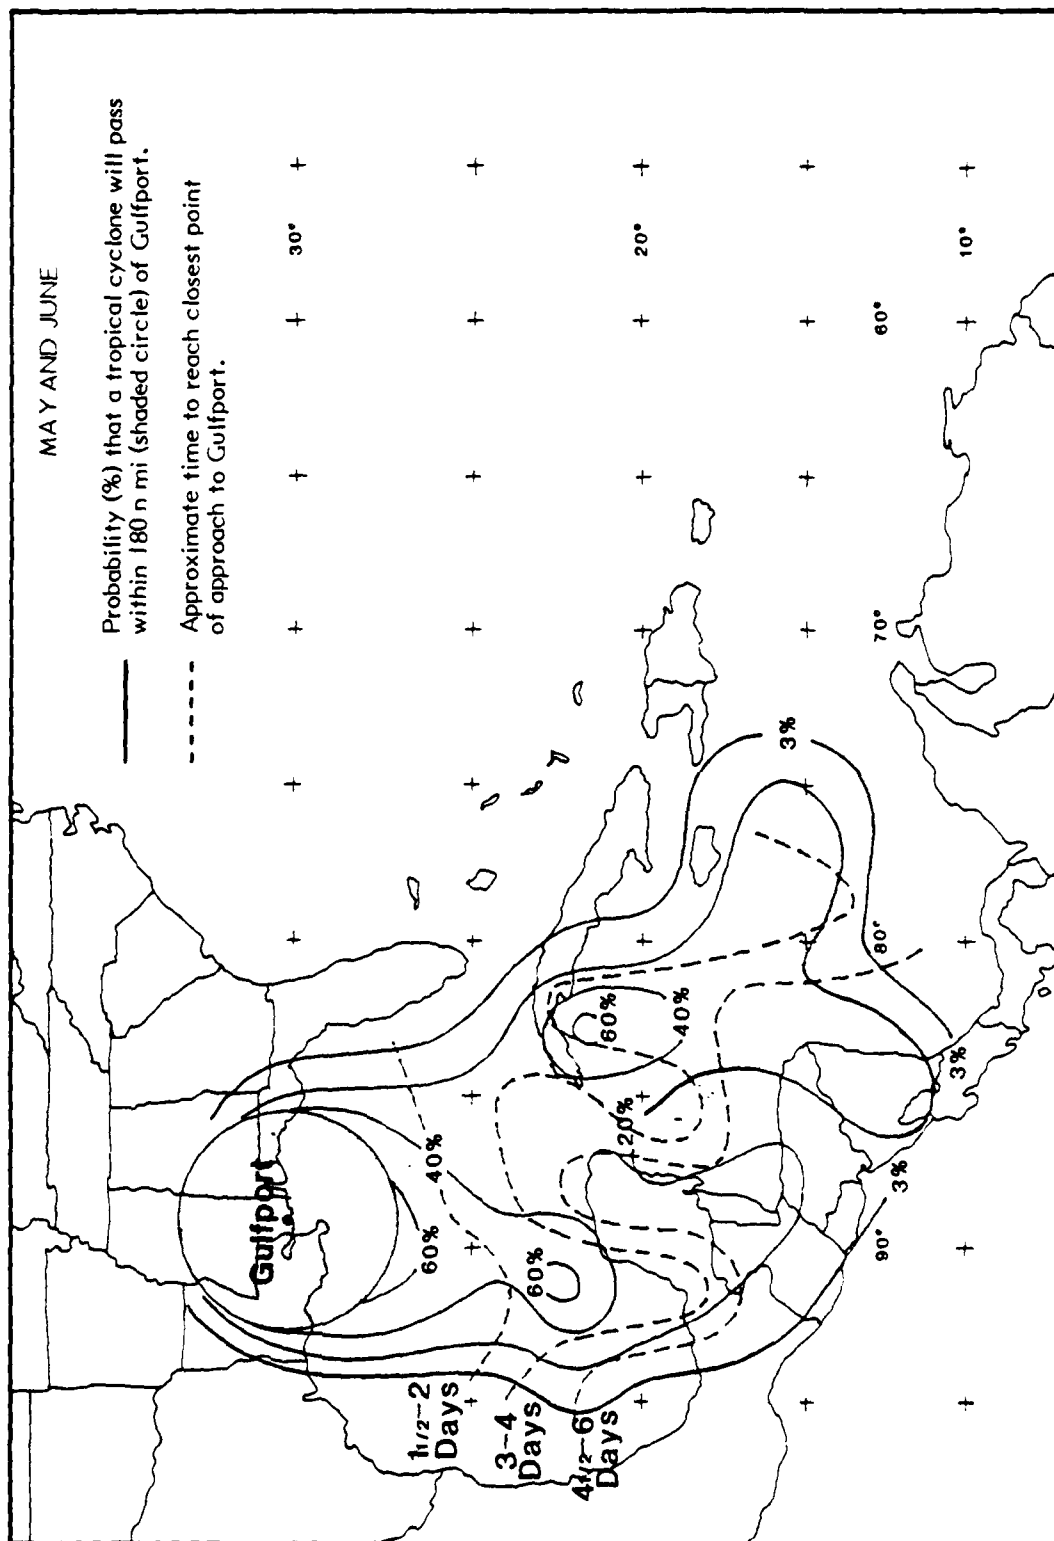 MAY AND JUNE
Probability (%) that a tropical cyclone will pass
within 180 n mi (shaded circle) of Gulfport.
Approximate time to reach closest point
of approach to Gulfport.
Gulfport
30°
20°
10°
60°
70°
80°
90°
60%
40%
60%
60%
40%
20%
3%
3%
3%
1 1/2-2
Days
3-4
Days
4 1/2-6
Days